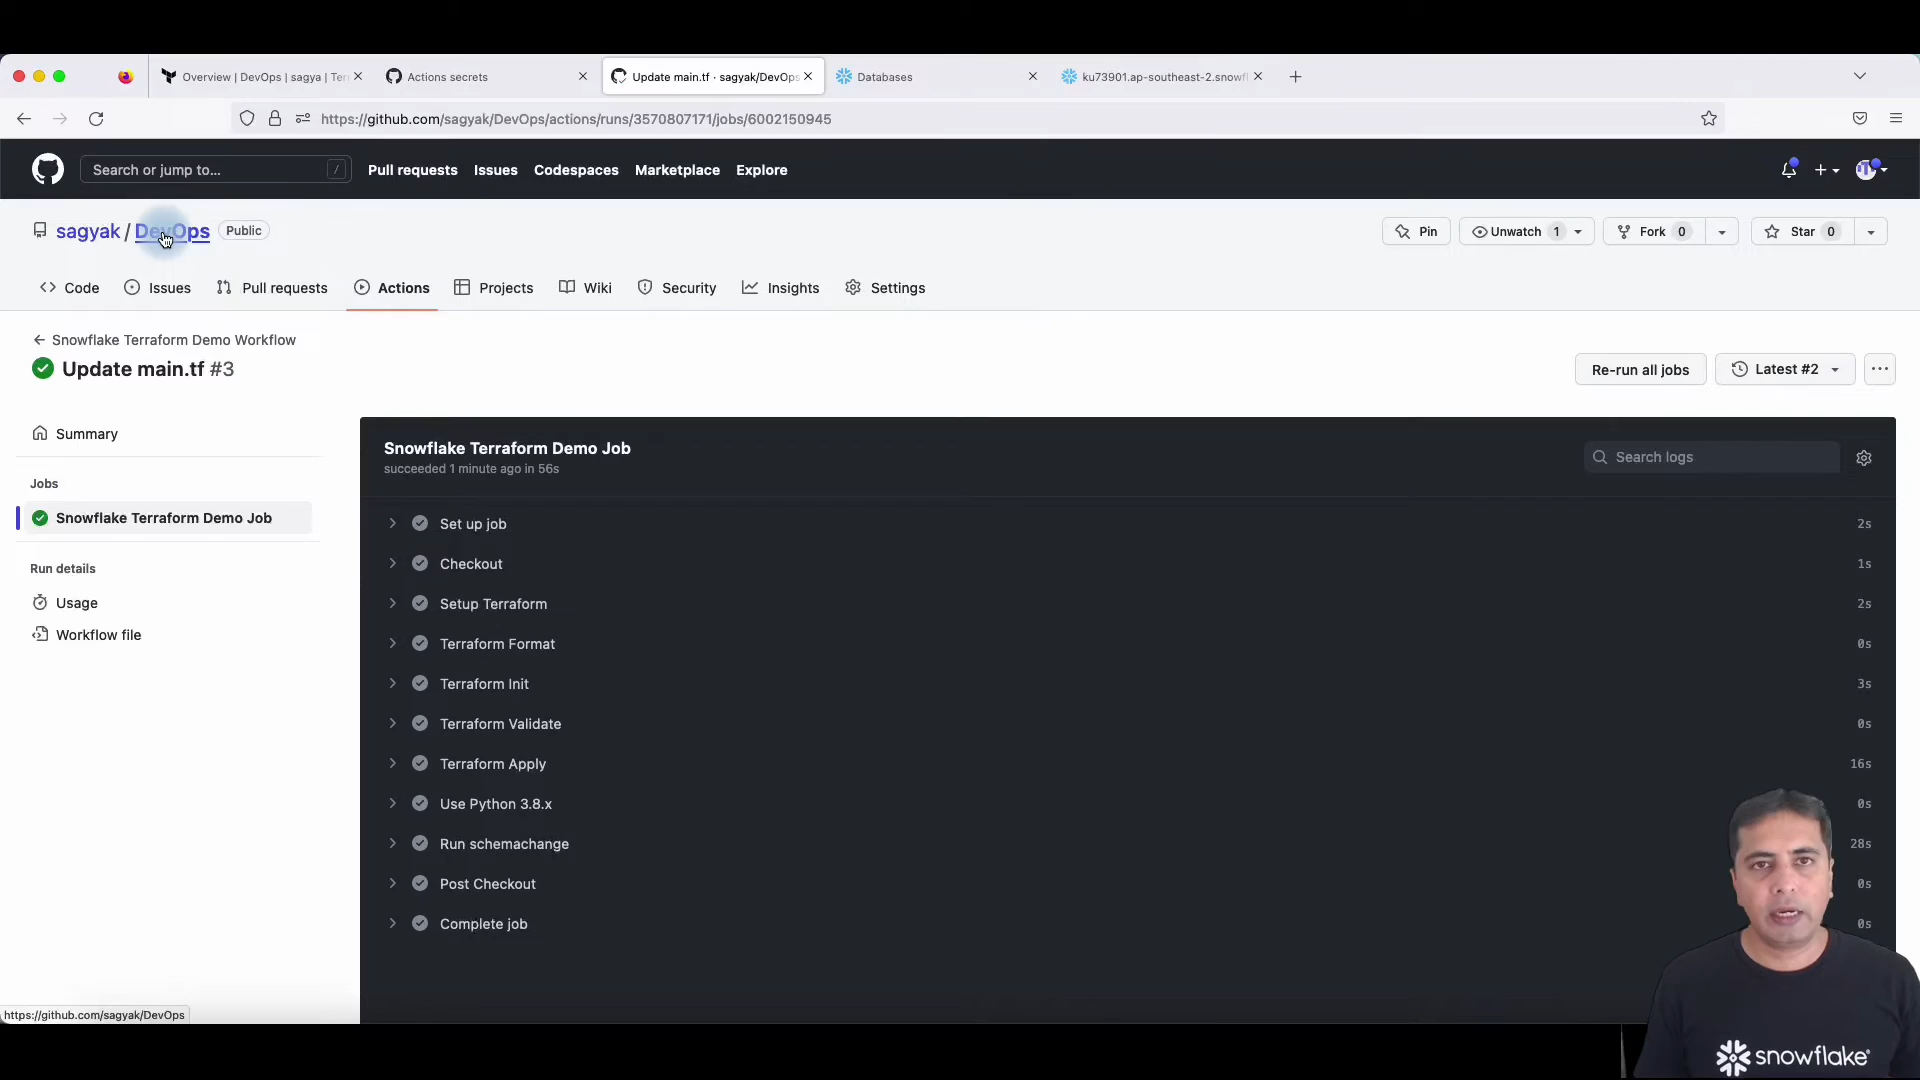 Overview | DevOps | sagya | Ter
Actions secrets
Update main.tf · sagyak/DevOps
Databases
ku73901.ap-southeast-2.snowfl
https://github.com/sagyak/DevOps/actions/runs/3570807171/jobs/6002150945
Search or jump to...
/
Pull requests
Issues
Codespaces
Marketplace
Explore
sagyak / DevOps
Public
Pin
Unwatch 1
Fork 0
Star 0
Code
Issues
Pull requests
Actions
Projects
Wiki
Security
Insights
Settings
Snowflake Terraform Demo Workflow
Update main.tf #3
Re-run all jobs
Latest #2
Summary
Jobs
Snowflake Terraform Demo Job
Run details
Usage
Workflow file
Snowflake Terraform Demo Job
succeeded 1 minute ago in 56s
Search logs
Set up job 2s
Checkout 1s
Setup Terraform 2s
Terraform Format 0s
Terraform Init 3s
Terraform Validate 0s
Terraform Apply 16s
Use Python 3.8.x 0s
Run schemachange 28s
Post Checkout 0s
Complete job 0s
https://github.com/sagyak/DevOps
snowflake